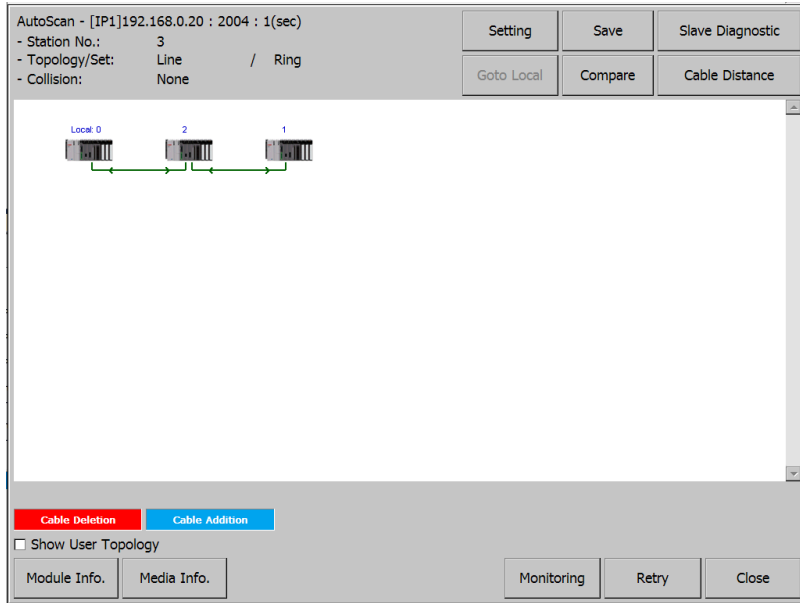 AutoScan - [IP1]192.168.0.20 : 2004 : 1(sec)
- Station No.: 3
- Topology/Set: Line / Ring
- Collision: None
Setting Save Slave Diagnostic
Goto Local Compare Cable Distance
Local: 0 2 1
Cable Deletion Cable Addition
Show User Topology
Module Info. Media Info. Monitoring Retry Close